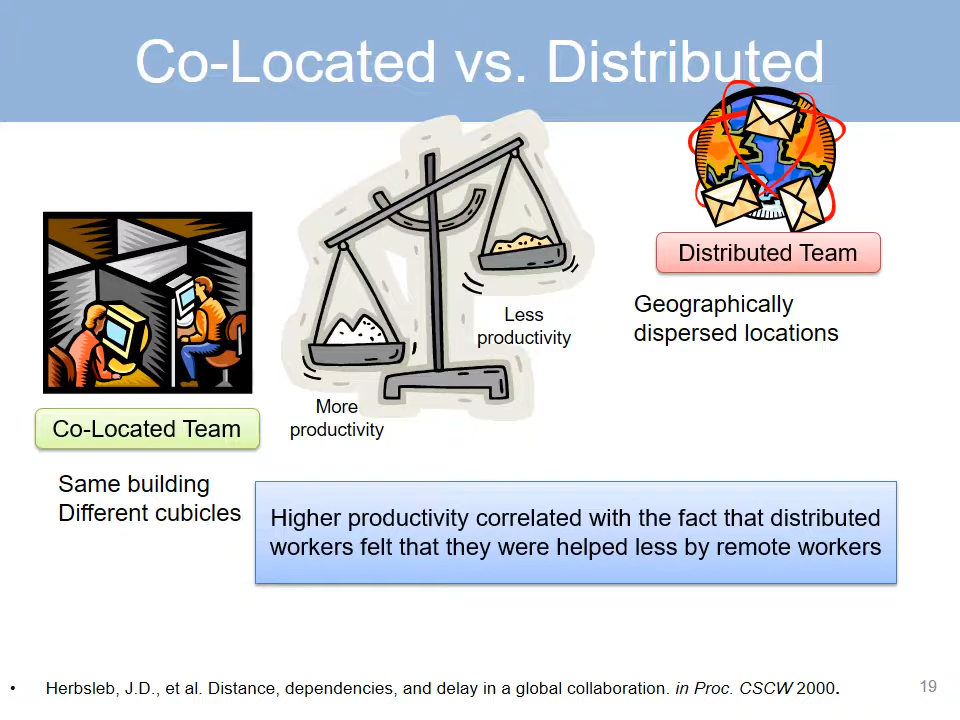 Co-Located vs. Distributed
Distributed Team
Geographically
dispersed locations
Less
productivity
More
productivity
Co-Located Team
Same building
Different cubicles
Higher productivity correlated with the fact that distributed
workers felt that they were helped less by remote workers
• Herbsleb, J.D., et al. Distance, dependencies, and delay in a global collaboration. in Proc. CSCW 2000.
19